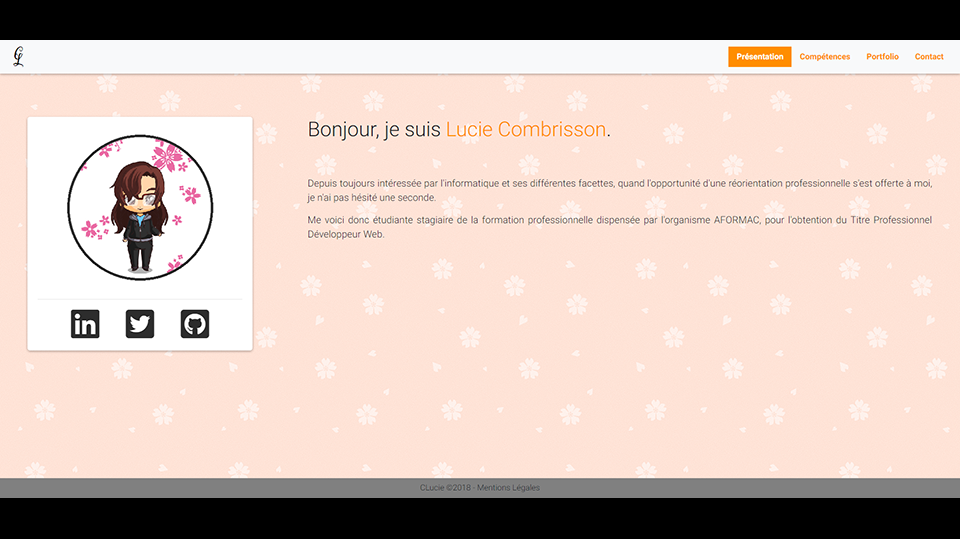 CL
Présentation Compétences Portfolio Contact
Bonjour, je suis Lucie Combrisson.
Depuis toujours intéressée par l'informatique et ses différentes facettes, quand l'opportunité d'une réorientation professionnelle s'est offerte à moi,
je n'ai pas hésité une seconde.
Me voici donc étudiante stagiaire de la formation professionnelle dispensée par l'organisme AFORMAC, pour l'obtention du Titre Professionnel
Développeur Web.
in
CLucie ©2018 - Mentions Légales